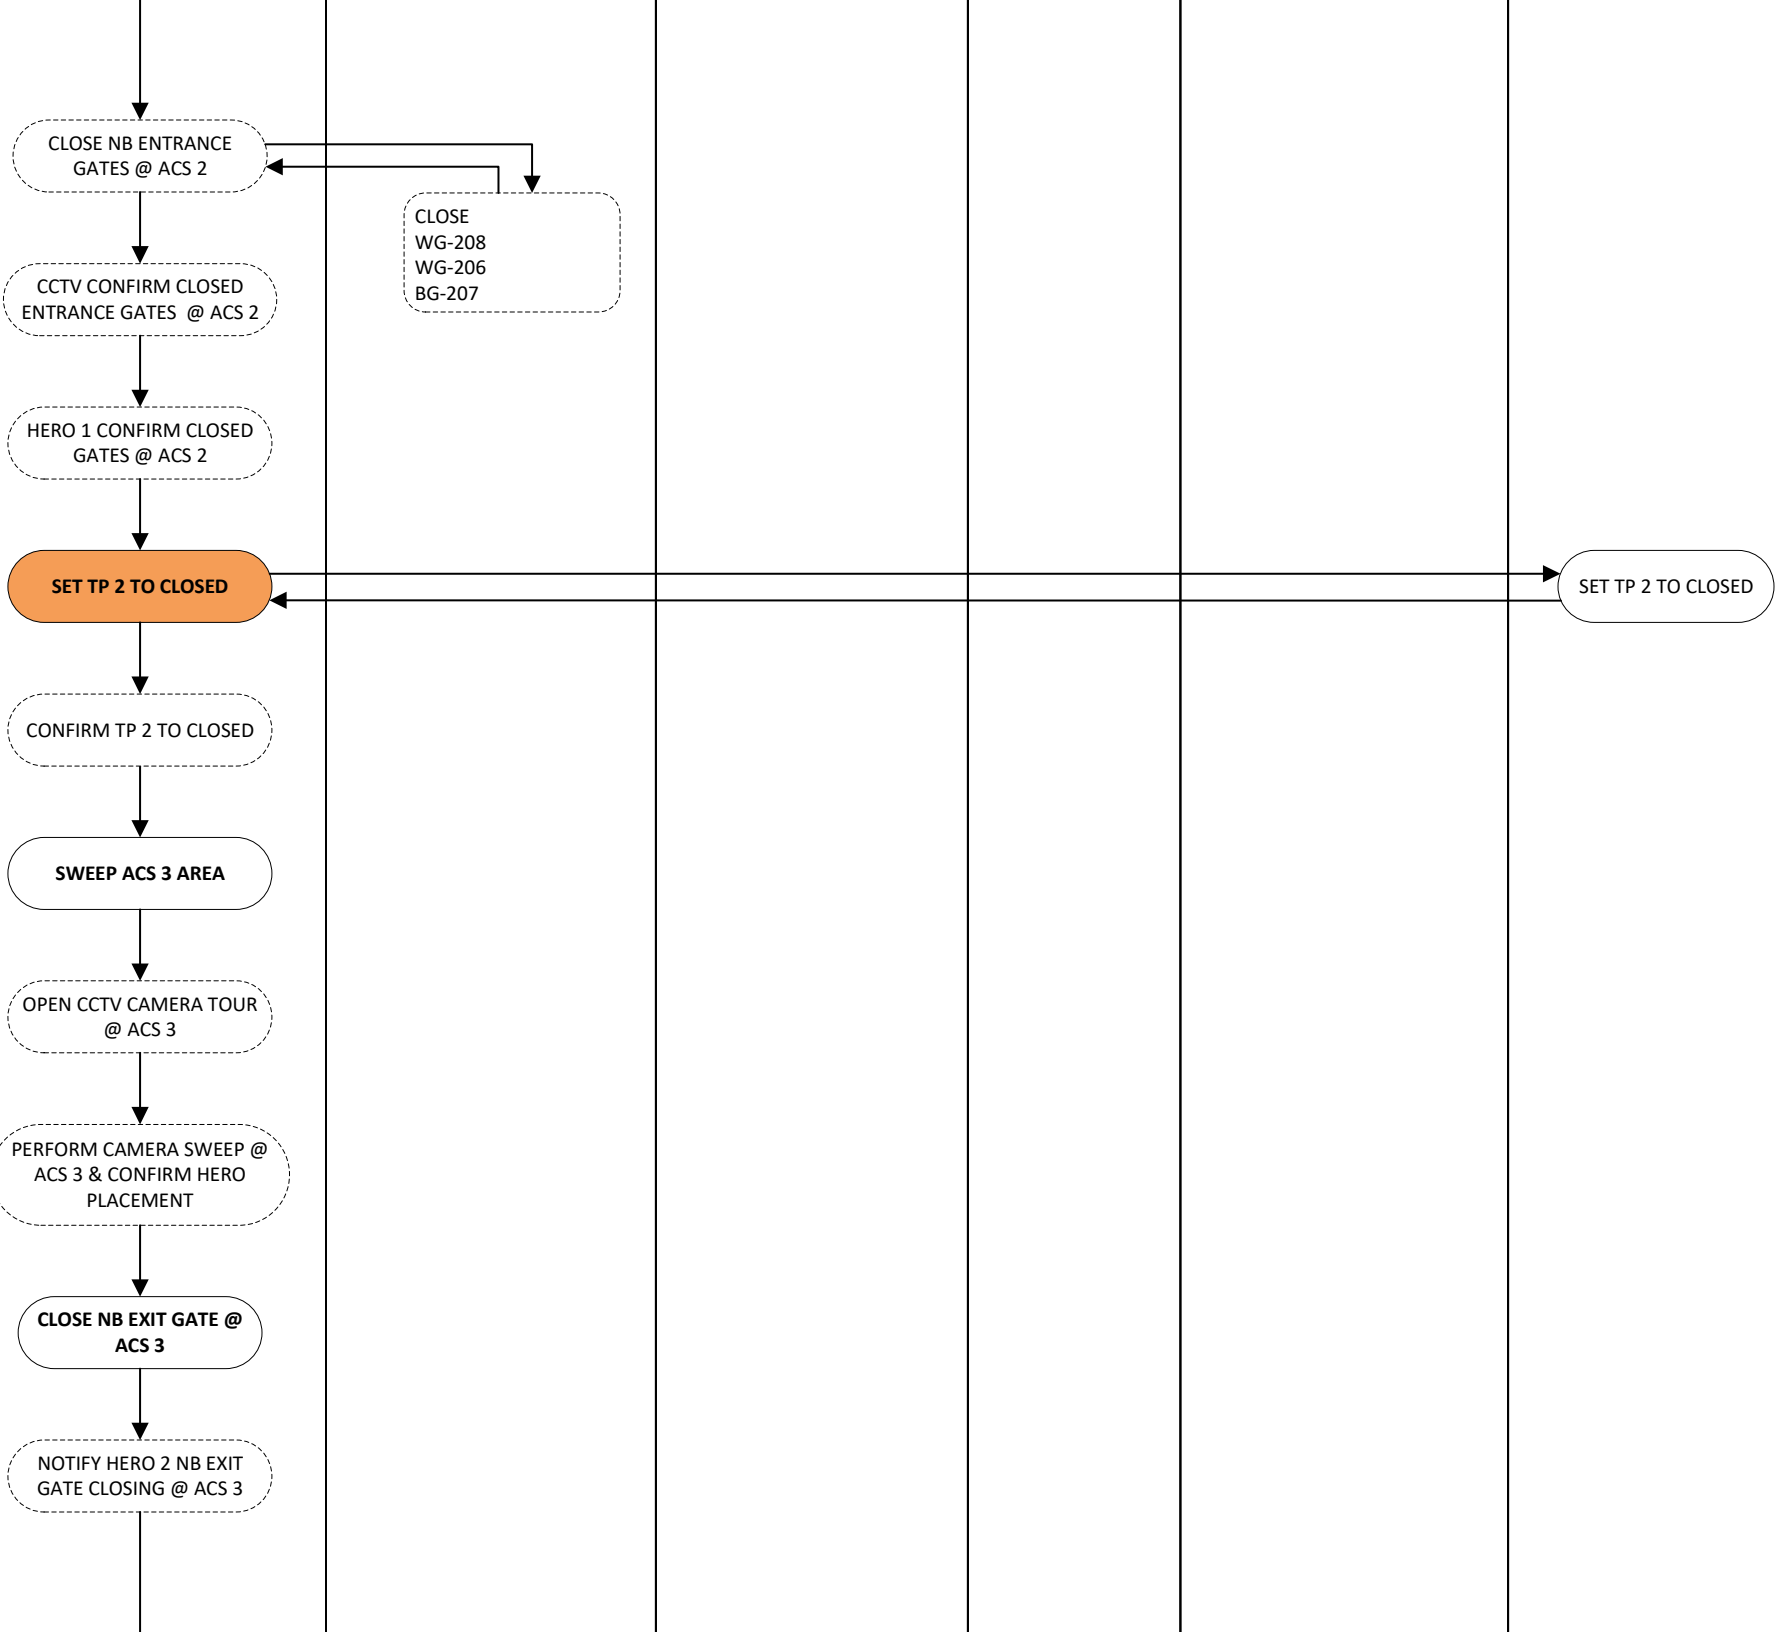 CLOSE NB ENTRANCE
GATES @ ACS 2
CLOSE
WG-208
WG-206
BG-207
CCTV CONFIRM CLOSED
ENTRANCE GATES  @ ACS 2
HERO 1 CONFIRM CLOSED
GATES @ ACS 2
SET TP 2 TO CLOSED
SET TP 2 TO CLOSED
CONFIRM TP 2 TO CLOSED
SWEEP ACS 3 AREA
OPEN CCTV CAMERA TOUR
@ ACS 3
PERFORM CAMERA SWEEP @
ACS 3 & CONFIRM HERO
PLACEMENT
CLOSE NB EXIT GATE @
ACS 3
NOTIFY HERO 2 NB EXIT
GATE CLOSING @ ACS 3